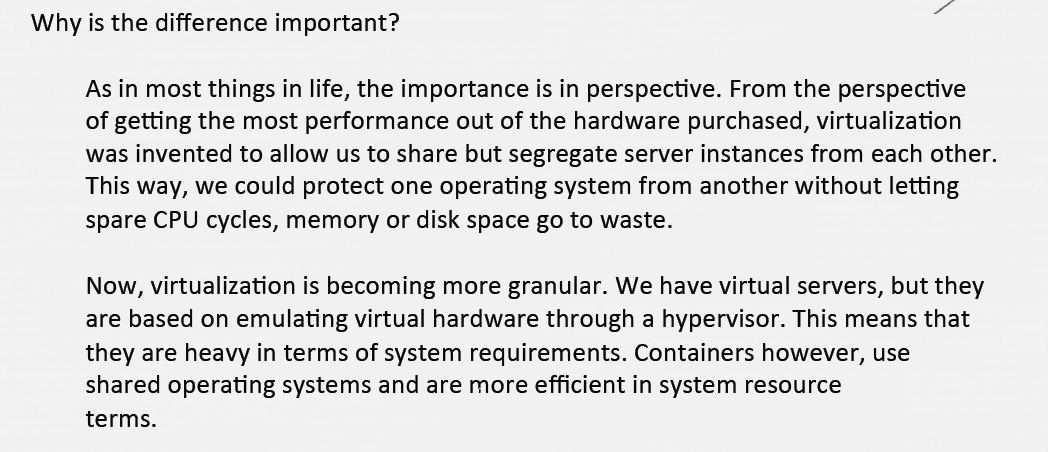 Why is the difference important?
As in most things in life, the importance is in perspective. From the perspective
of getting the most performance out of the hardware purchased, virtualization
was invented to allow us to share but segregate server instances from each other.
This way, we could protect one operating system from another without letting
spare CPU cycles, memory or disk space go to waste.
Now, virtualization is becoming more granular. We have virtual servers, but they
are based on emulating virtual hardware through a hypervisor. This means that
they are heavy in terms of system requirements. Containers however, use
shared operating systems and are more efficient in system resource
terms.